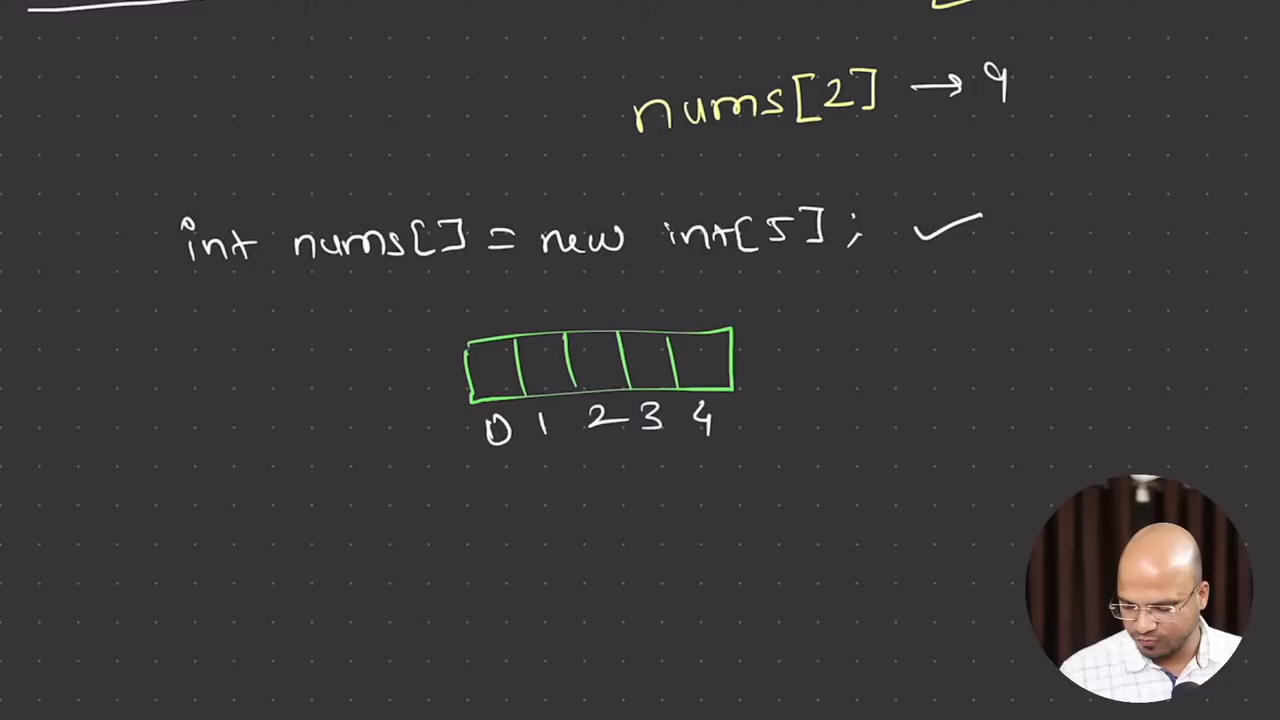 nums[2] → 9
int nums[] = new int[5]; ✓
0 1 2 3 4